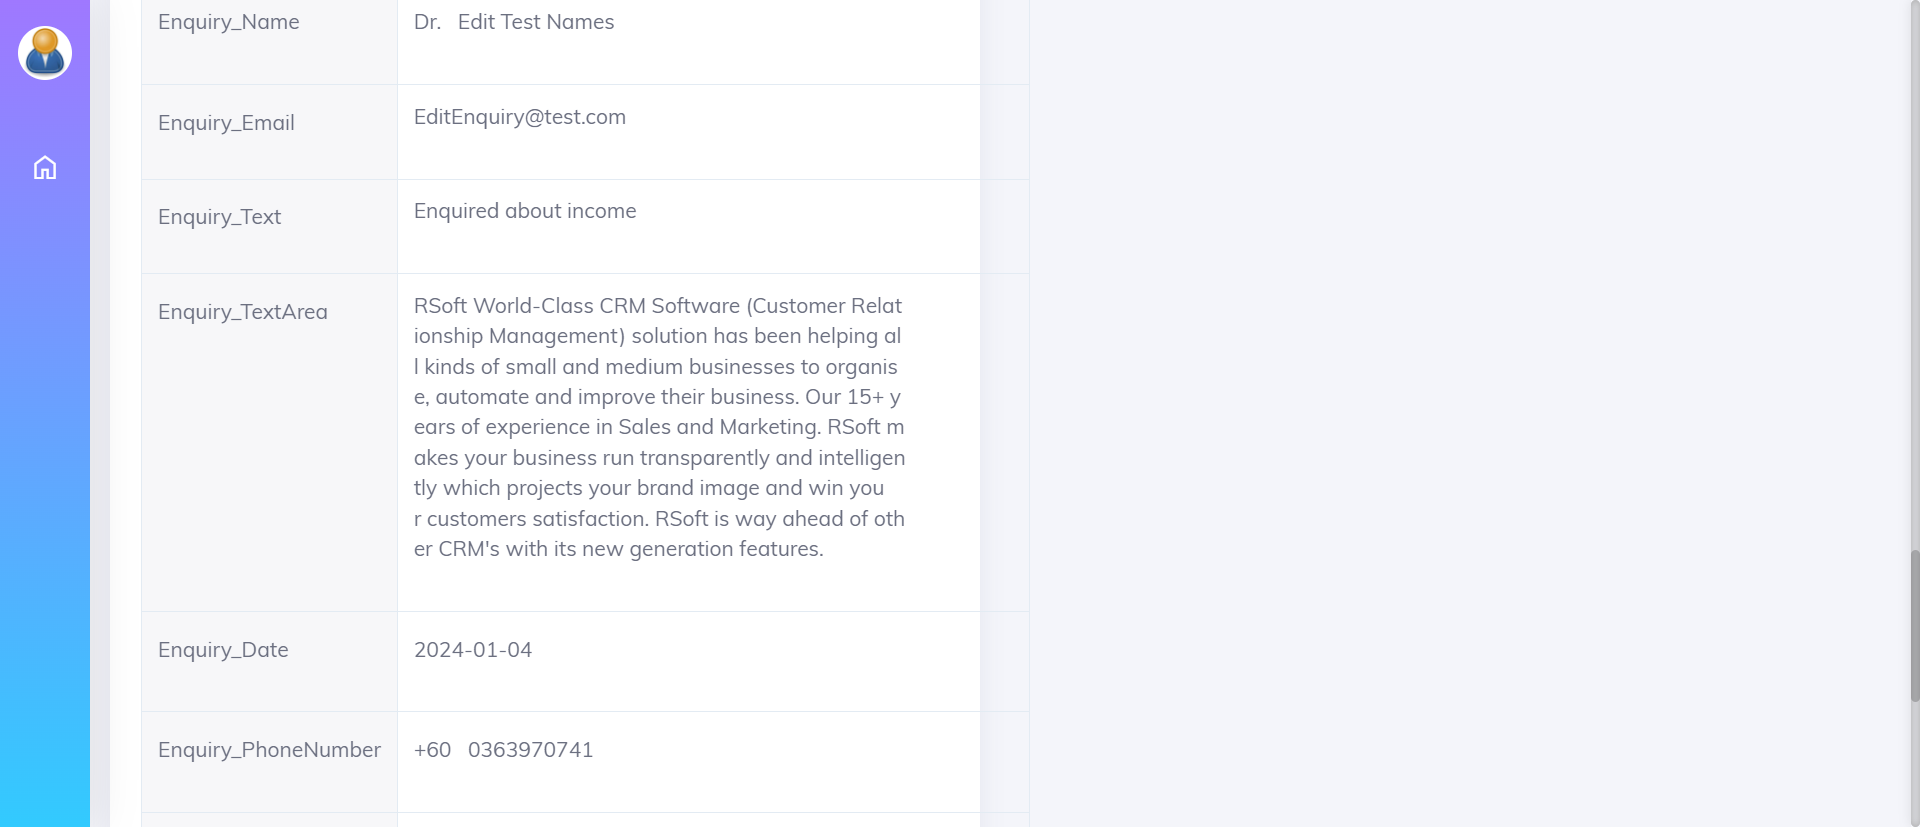 Enquiry_Name
Dr. Edit Test Names
Enquiry_Email
EditEnquiry@test.com
Enquiry_Text
Enquired about income
Enquiry_TextArea
RSoft World-Class CRM Software (Customer Relat
ionship Management) solution has been helping al
l kinds of small and medium businesses to organis
e, automate and improve their business. Our 15+ y
ears of experience in Sales and Marketing. RSoft m
akes your business run transparently and intelligen
tly which projects your brand image and win you
r customers satisfaction. RSoft is way ahead of oth
er CRM's with its new generation features.
Enquiry_Date
2024-01-04
Enquiry_PhoneNumber
+60 0363970741